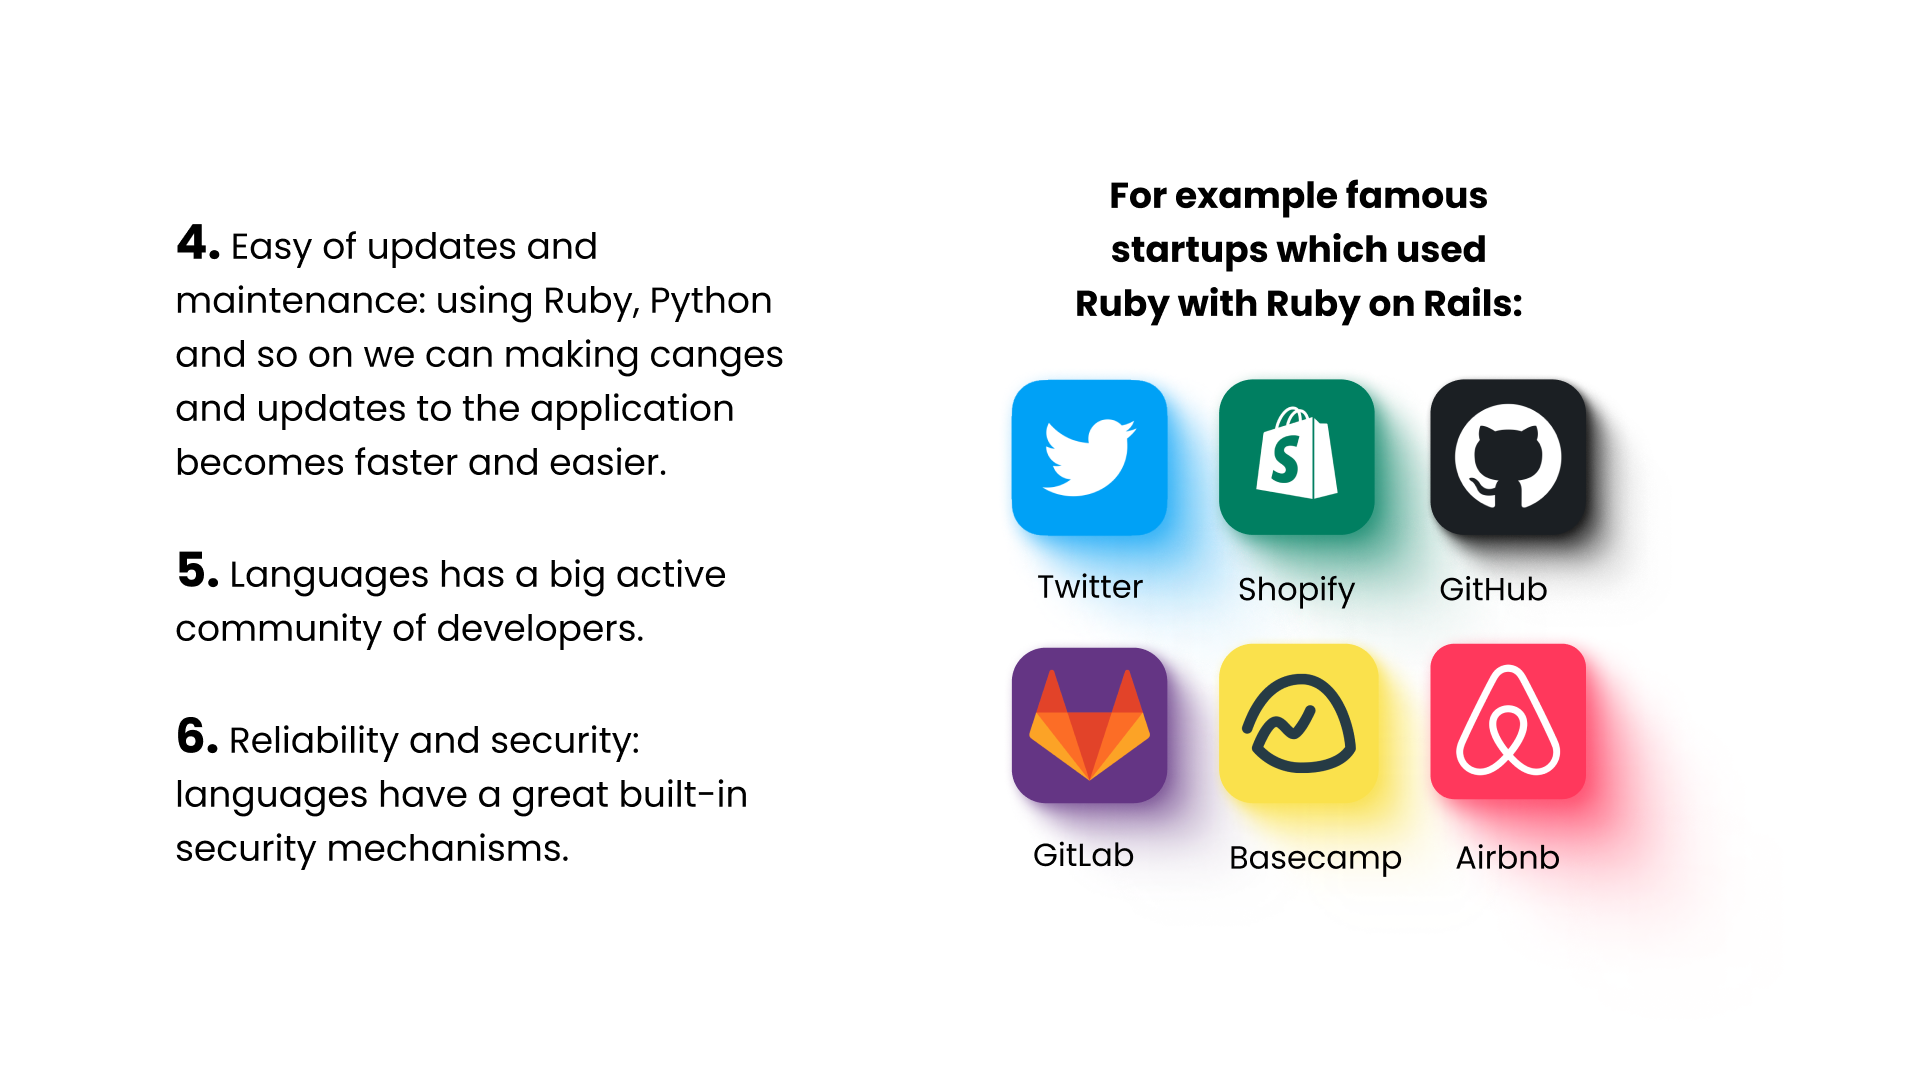 4. Easy of updates and
maintenance: using Ruby, Python
and so on we can making canges
and updates to the application
becomes faster and easier.
5. Languages has a big active
community of developers.
6. Reliability and security:
languages have a great built-in
security mechanisms.
For example famous
startups which used
Ruby with Ruby on Rails:
S
Twitter
Shopify
GitHub
GitLab
Basecamp
Airbnb